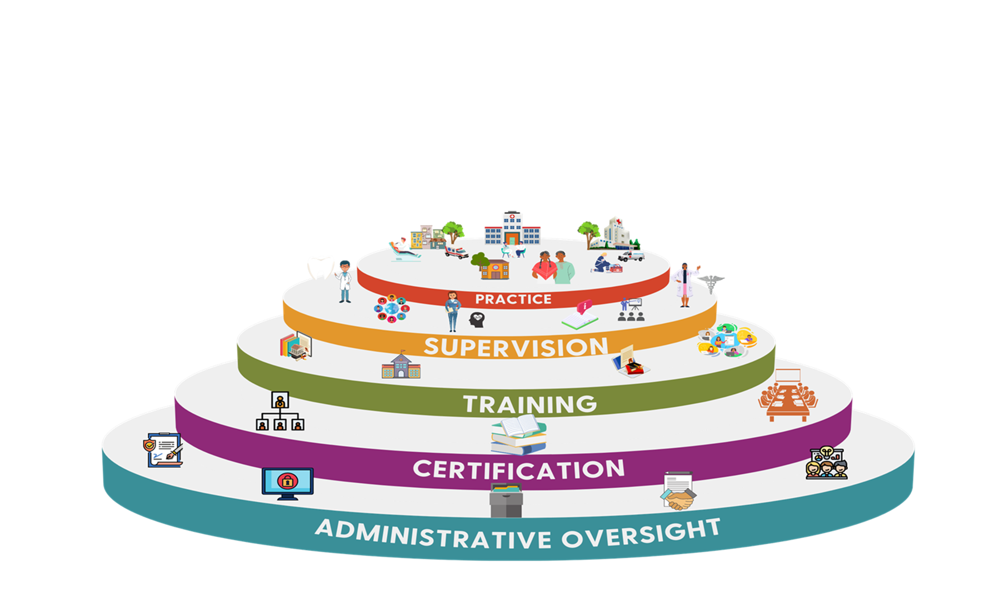 PRACTICE
SUPERVISION
TRAINING
CERTIFICATION
ADMINISTRATIVE OVERSIGHT